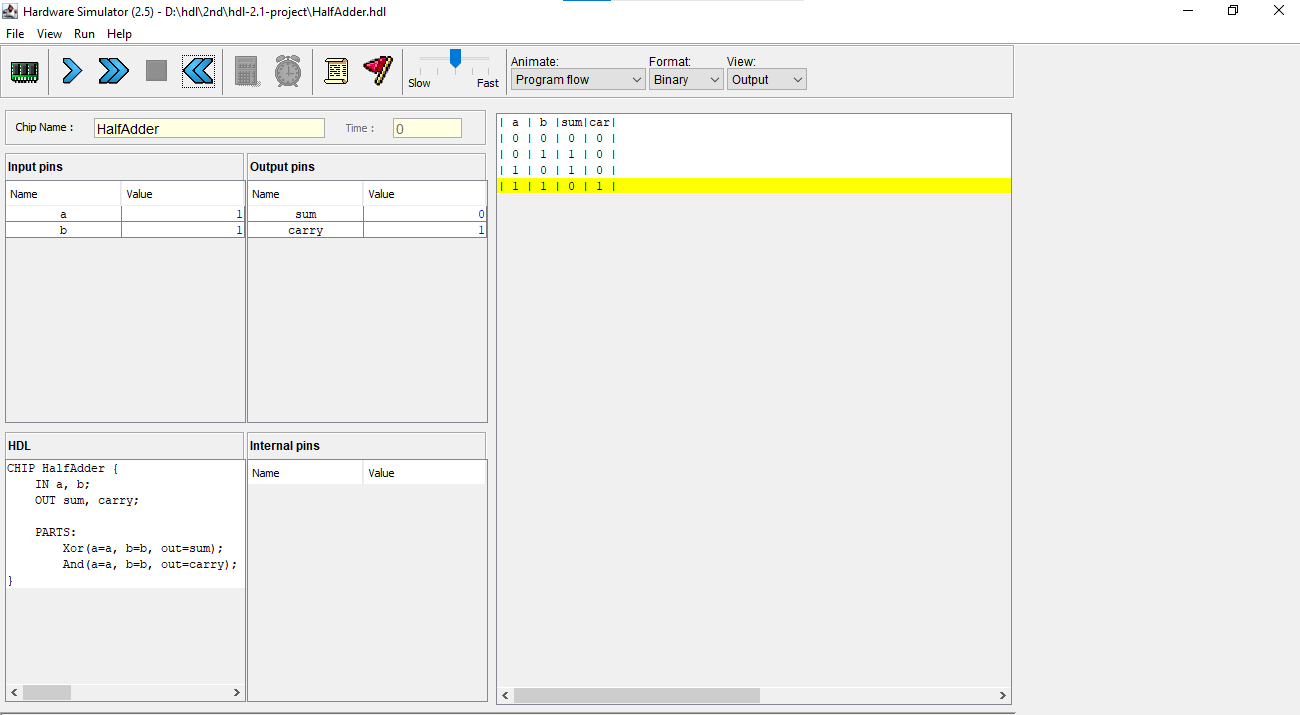 Hardware Simulator (2.5) - D:\hdl\2nd\hdl-2.1-project\HalfAdder.hdl
File View Run Help
Animate: Format: View:
Slow Fast Program flow Binary Output
Chip Name : HalfAdder Time : 0
Input pins
Name Value
a 1
b 1
Output pins
Name Value
sum 0
carry 1
HDL
CHIP HalfAdder {
    IN a, b;
    OUT sum, carry;
    PARTS:
        Xor(a=a, b=b, out=sum);
        And(a=a, b=b, out=carry);
}
Internal pins
Name Value
| a | b |sum|car|
| 0 | 0 | 0 | 0 |
| 0 | 1 | 1 | 0 |
| 1 | 0 | 1 | 0 |
| 1 | 1 | 0 | 1 |